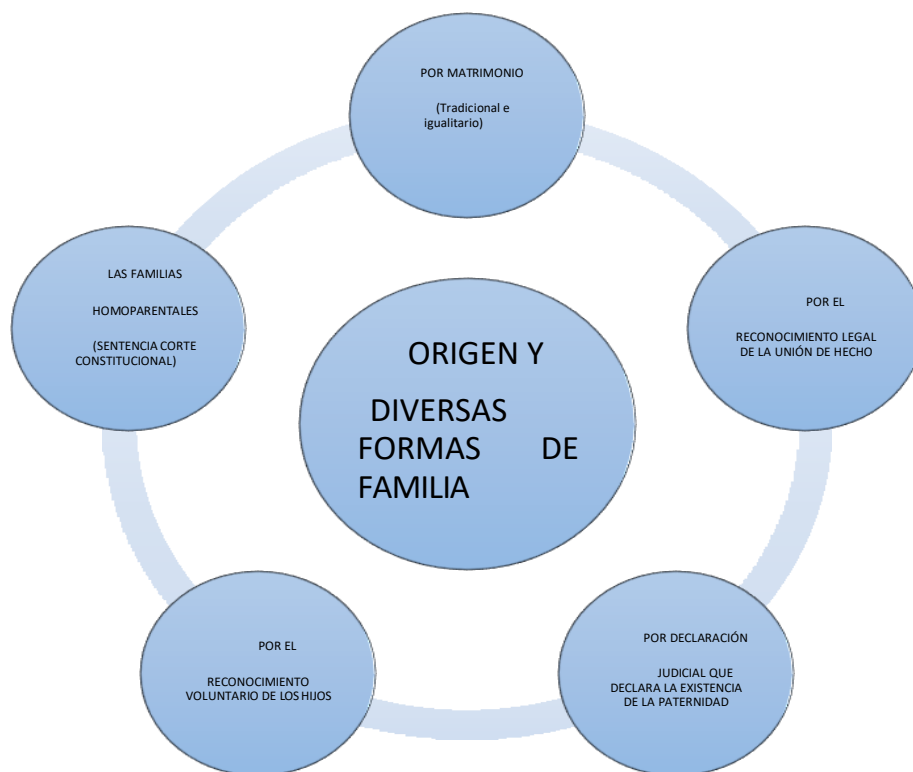 POR MATRIMONIO
(Tradicional e
igualitario)
LAS FAMILIAS
HOMOPARENTALES
(SENTENCIA CORTE
CONSTITUCIONAL)
POR EL
RECONOCIMIENTO LEGAL
DE LA UNIÓN DE HECHO
ORIGEN Y
DIVERSAS
FORMAS DE
FAMILIA
POR EL
RECONOCIMIENTO
VOLUNTARIO DE LOS HIJOS
POR DECLARACIÓN
JUDICIAL QUE
DECLARA LA EXISTENCIA
DE LA PATERNIDAD